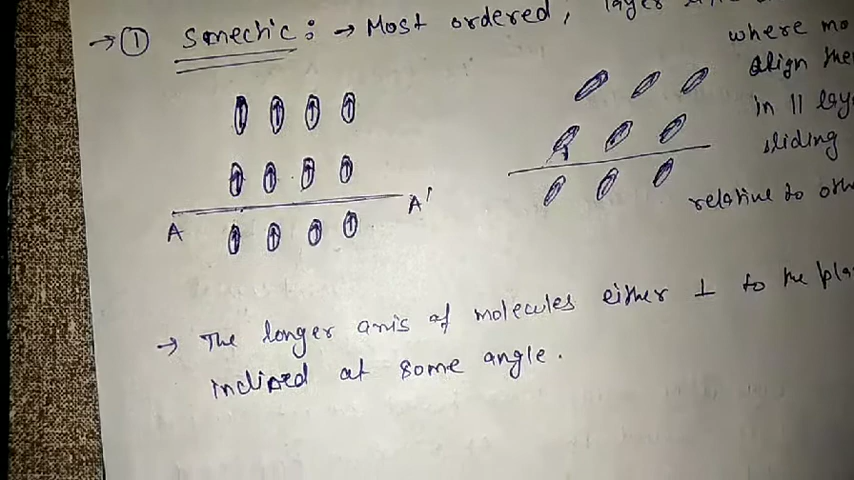 → ① Smectic : → Most ordered, layer
where
align
in || 
sliding
relative to
A A'
→ The longer axis of molecules either ⊥ to the
inclined at some angle.